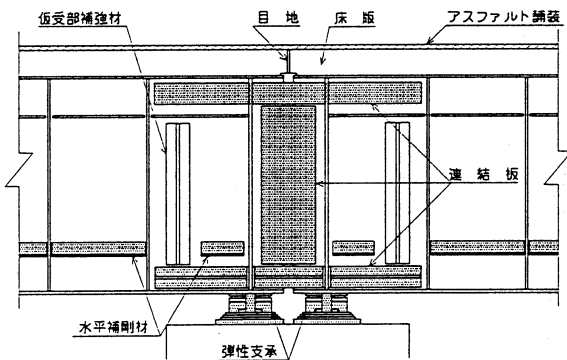 仮受部補強材
目地
床版
アスファルト舗装
連結板
水平補剛材
弾性支承